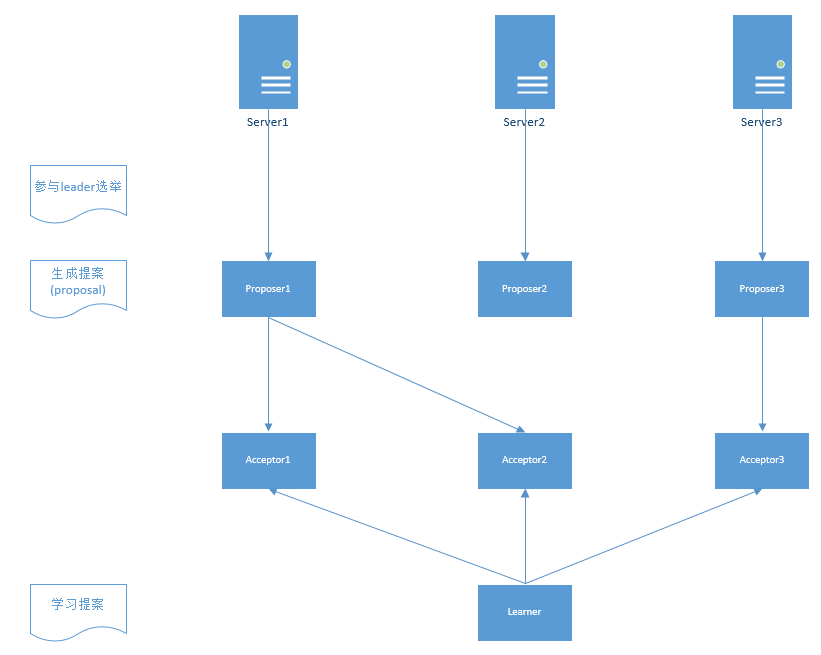 Server1
Server2
Server3
参与leader选举
生成提案
(proposal)
Proposer1
Proposer2
Proposer3
Acceptor1
Acceptor2
Acceptor3
学习提案
Learner